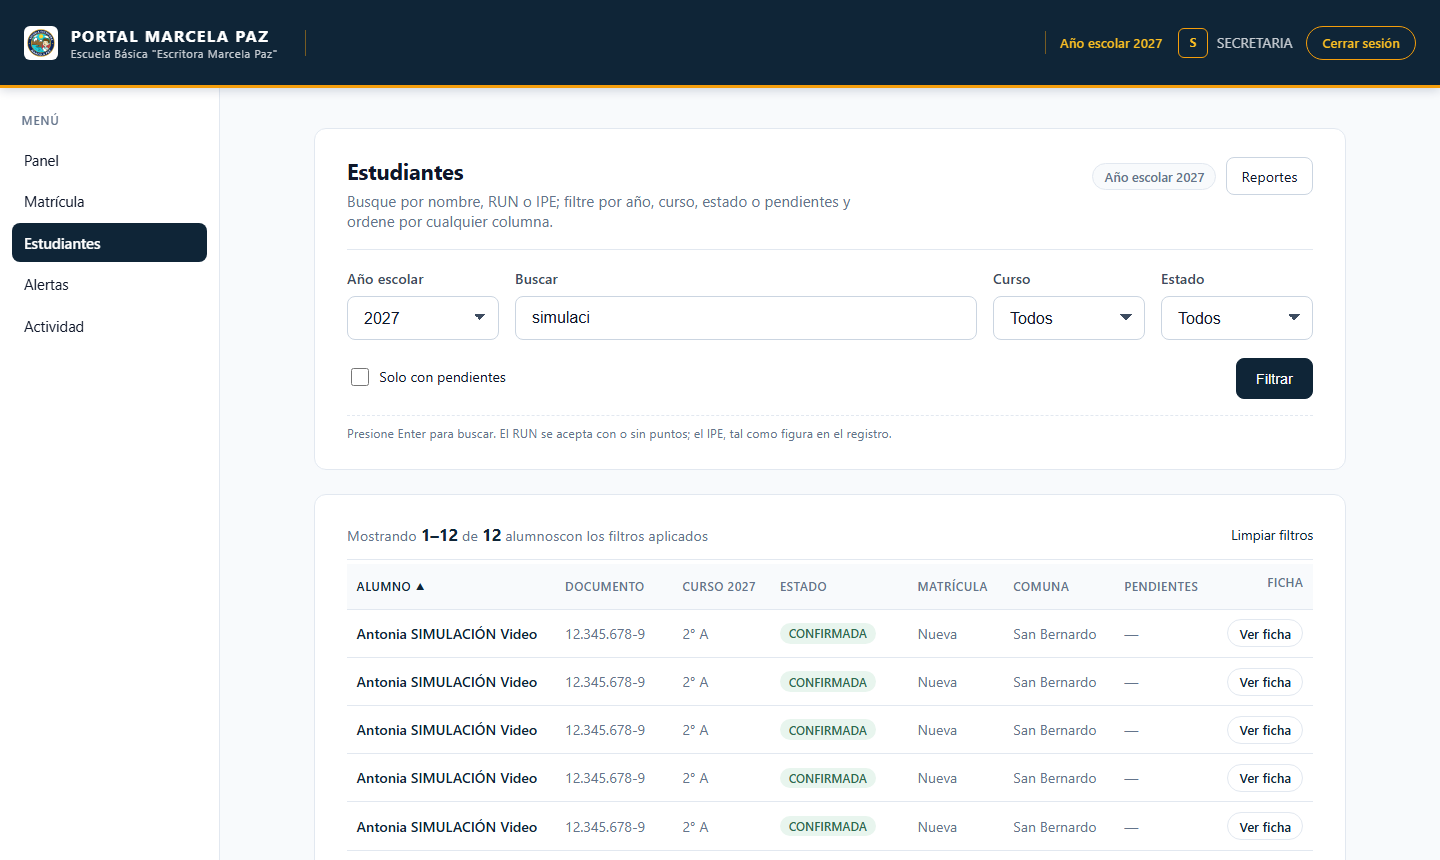 PORTAL MARCELA PAZ
Escuela Básica "Escritora Marcela Paz"
Año escolar 2027
S
SECRETARIA
Cerrar sesión
MENÚ
Panel
Matrícula
Estudiantes
Alertas
Actividad
Estudiantes
Año escolar 2027
Reportes
Busque por nombre, RUN o IPE; filtre por año, curso, estado o pendientes y
ordene por cualquier columna.
Año escolar Buscar Curso Estado
2027 simulaci Todos Todos
Solo con pendientes
Filtrar
Presione Enter para buscar. El RUN se acepta con o sin puntos; el IPE, tal como figura en el registro.
Mostrando 1–12 de 12 alumnoscon los filtros aplicados
Limpiar filtros
ALUMNO ▲ DOCUMENTO CURSO 2027 ESTADO MATRÍCULA COMUNA PENDIENTES FICHA
Antonia SIMULACIÓN Video 12.345.678-9 2° A CONFIRMADA Nueva San Bernardo — Ver ficha
Antonia SIMULACIÓN Video 12.345.678-9 2° A CONFIRMADA Nueva San Bernardo — Ver ficha
Antonia SIMULACIÓN Video 12.345.678-9 2° A CONFIRMADA Nueva San Bernardo — Ver ficha
Antonia SIMULACIÓN Video 12.345.678-9 2° A CONFIRMADA Nueva San Bernardo — Ver ficha
Antonia SIMULACIÓN Video 12.345.678-9 2° A CONFIRMADA Nueva San Bernardo — Ver ficha